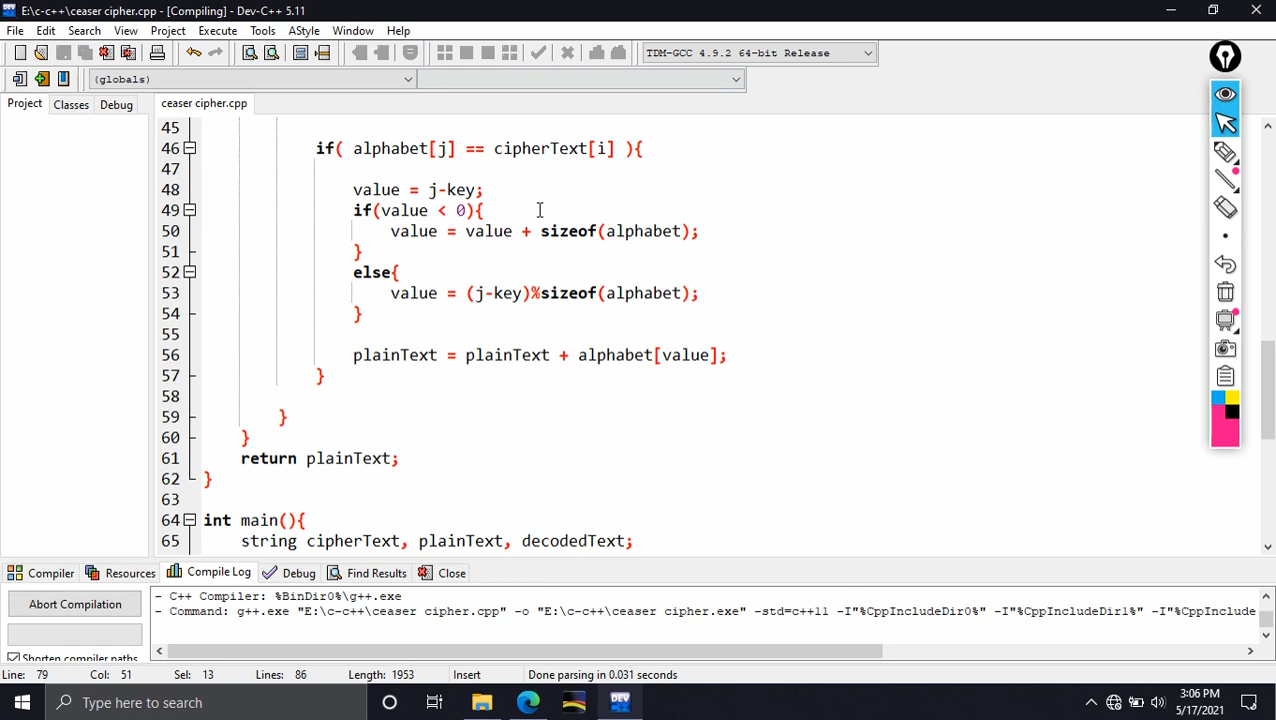 E:\c-c++\ceaser cipher.cpp - [Compiling] - Dev-C++ 5.11
File Edit Search View Project Execute Tools AStyle Window Help
TDM-GCC 4.9.2 64-bit Release
(globals)
Project Classes Debug
ceaser cipher.cpp
45
46 if( alphabet[j] == cipherText[i] ){
47
48 value = j-key;
49 if(value < 0){
50 value = value + sizeof(alphabet);
51 }
52 else{
53 value = (j-key)%sizeof(alphabet);
54 }
55
56 plainText = plainText + alphabet[value];
57 }
58
59 }
60 }
61 return plainText;
62 }
63
64 int main(){
65 string cipherText, plainText, decodedText;
Compiler Resources Compile Log Debug Find Results Close
Abort Compilation
Shorten compiler paths
- C++ Compiler: %BinDir0%\g++.exe
- Command: g++.exe "E:\c-c++\ceaser cipher.cpp" -o "E:\c-c++\ceaser cipher.exe" -std=c++11 -I"%CppIncludeDir0%" -I"%CppIncludeDir1%" -I"%CppInclude
Line: 79 Col: 51 Sel: 13 Lines: 86 Length: 1953 Insert Done parsing in 0.031 seconds
Type here to search
DEV
3:06 PM
5/17/2021